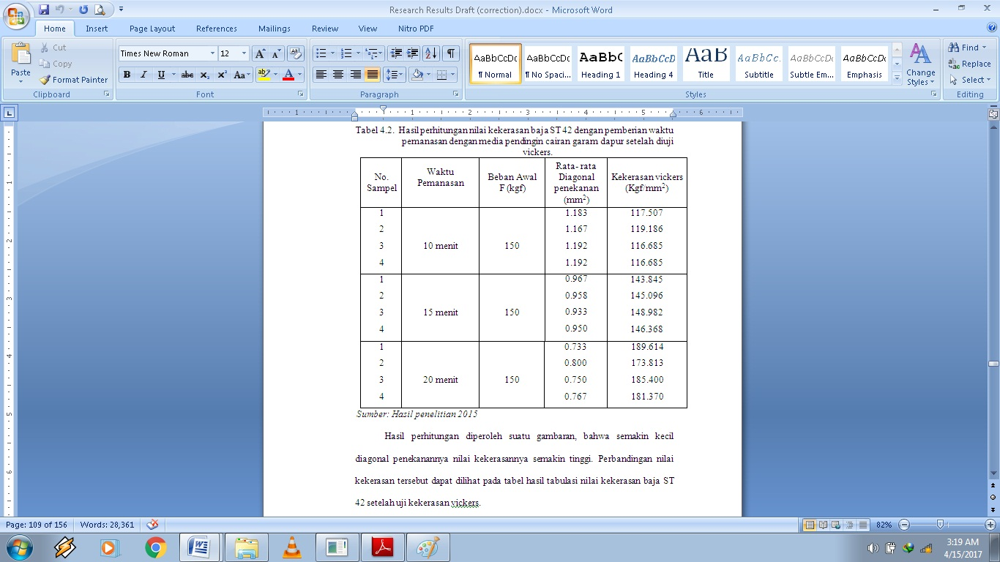 Research Results Draft (correction).docx - Microsoft Word
Home Insert Page Layout References Mailings Review View Nitro PDF
Paste
Cut
Copy
Format Painter
Clipboard
Times New Roman 12
B I U abc X₂ X² Aa
Font
Paragraph
AaBbCcDc AaBbCcDc AaBbC AaBbCcD AaB AaBbCc. AaBbCcDc AaBbCcDc
¶ Normal ¶ No Spaci... Heading 1 Heading 4 Title Subtitle Subtle Em... Emphasis
Change Styles
Styles
Find
Replace
Select
Editing
Tabel 4.2. Hasil perhitungan nilai kekerasan baja ST 42 dengan pemberian waktu
pemanasan dengan media pendingin cairan garam dapur setelah diuji
vickers.
No. Sampel Waktu Pemanasan Beban Awal F (kgf) Rata- rata Diagonal penekanan (mm²) Kekerasan vickers (Kgf/mm²)
1 1.183 117.507
2 1.167 119.186
3 10 menit 150 1.192 116.685
4 1.192 116.685
1 0.967 143.845
2 0.958 145.096
3 15 menit 150 0.933 148.982
4 0.950 146.368
1 0.733 189.614
2 0.800 173.813
3 20 menit 150 0.750 185.400
4 0.767 181.370
Sumber: Hasil penelitian 2015
Hasil perhitungan diperoleh suatu gambaran, bahwa semakin kecil
diagonal penekanannya nilai kekerasannya semakin tinggi. Perbandingan nilai
kekerasan tersebut dapat dilihat pada tabel hasil tabulasi nilai kekerasan baja ST
42 setelah uji kekerasan vickers.
Page: 109 of 156 Words: 28,361 82%
3:19 AM
4/15/2017